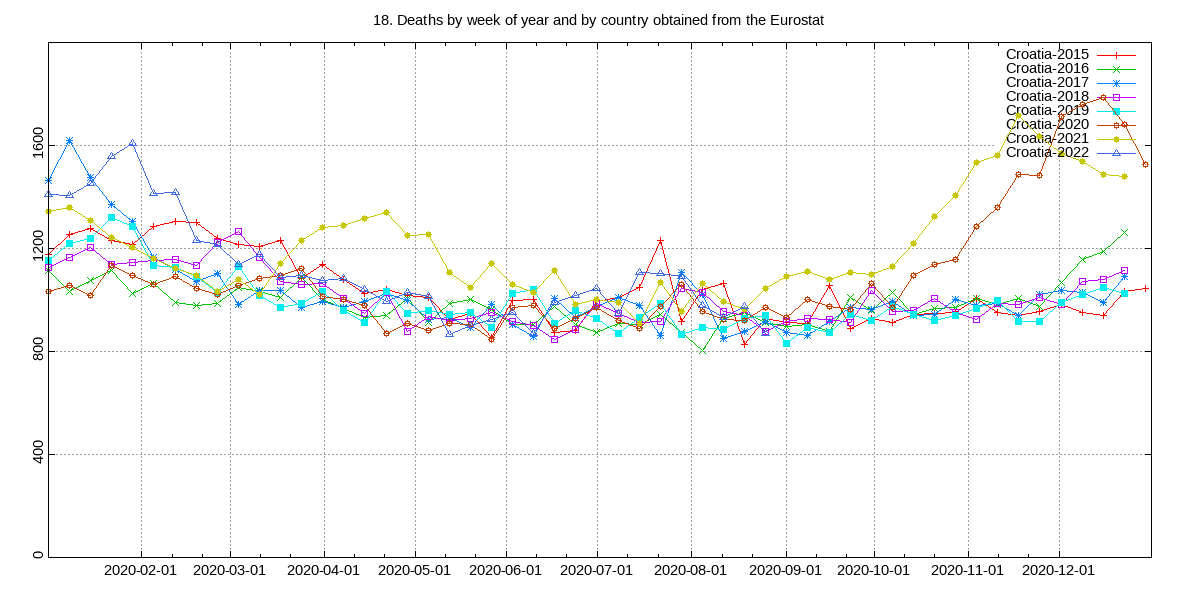 18. Deaths by week of year and by country obtained from the Eurostat
Croatia-2015
Croatia-2016
Croatia-2017
Croatia-2018
Croatia-2019
Croatia-2020
Croatia-2021
Croatia-2022
1600
1200
800
400
0
2020-02-01 2020-03-01 2020-04-01 2020-05-01 2020-06-01 2020-07-01 2020-08-01 2020-09-01 2020-10-01 2020-11-01 2020-12-01